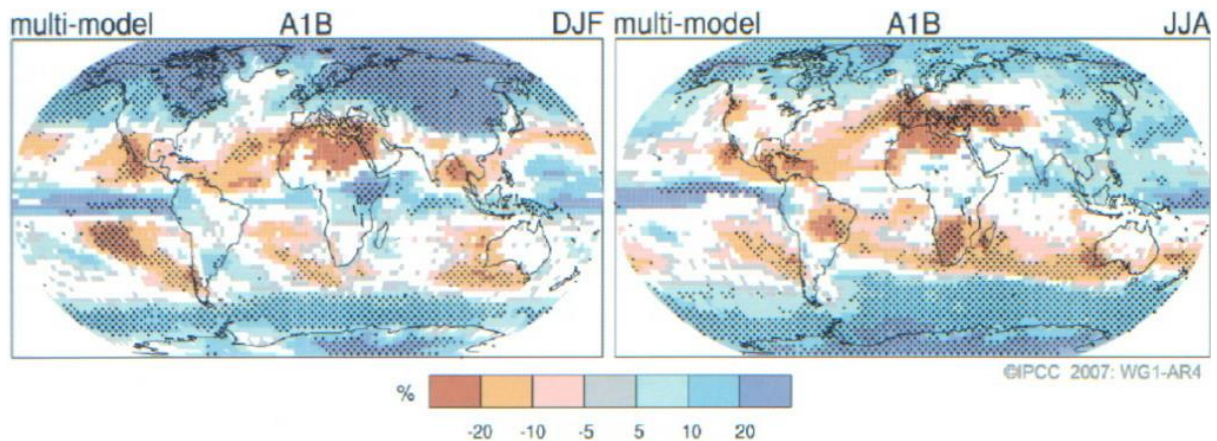 multi-model A1B DJF
multi-model A1B JJA
©IPCC 2007: WG1-AR4
%
-20 -10 -5 5 10 20